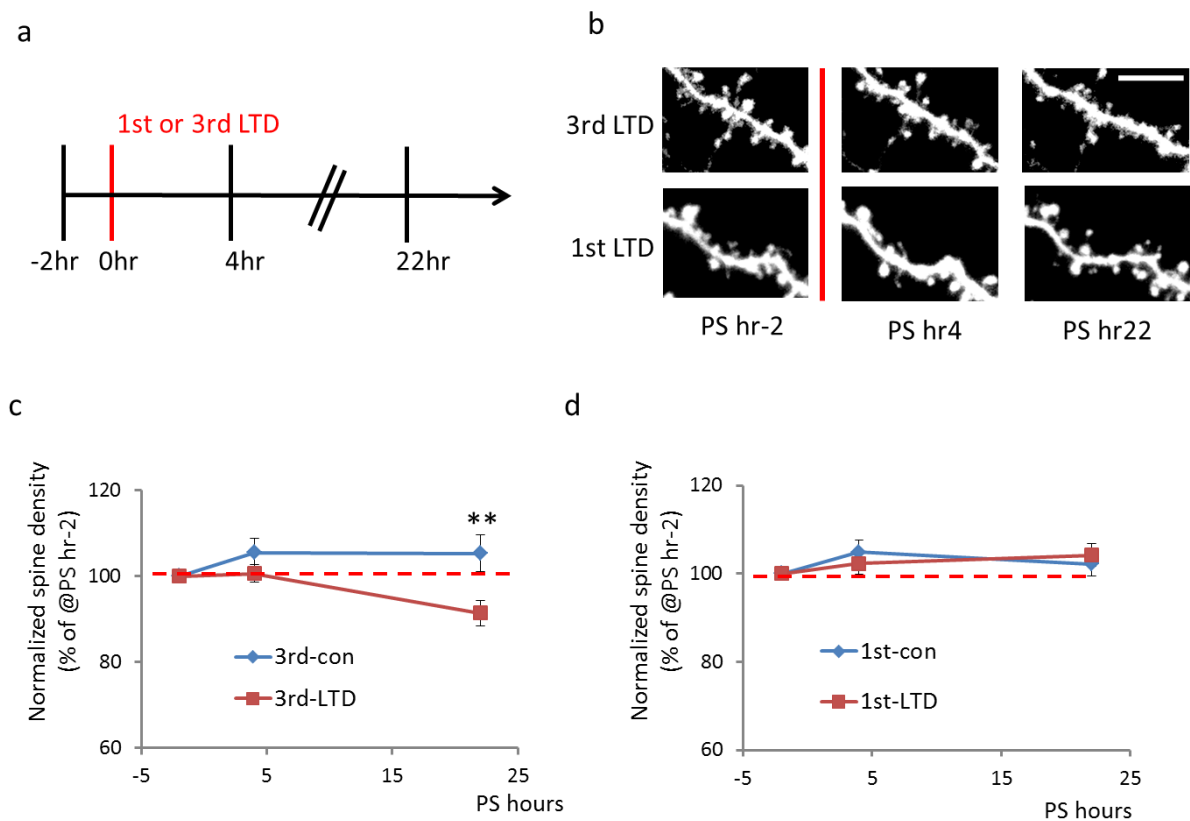 a
1st or 3rd LTD
-2hr 0hr 4hr 22hr
b
3rd LTD
1st LTD
PS hr-2 PS hr4 PS hr22
c
Normalized spine density
(% of @PS hr-2)
120
100
80
60
**
3rd-con
3rd-LTD
-5 5 15 25
PS hours
d
Normalized spine density
(% of @PS hr-2)
120
100
80
60
1st-con
1st-LTD
-5 5 15 25
PS hours